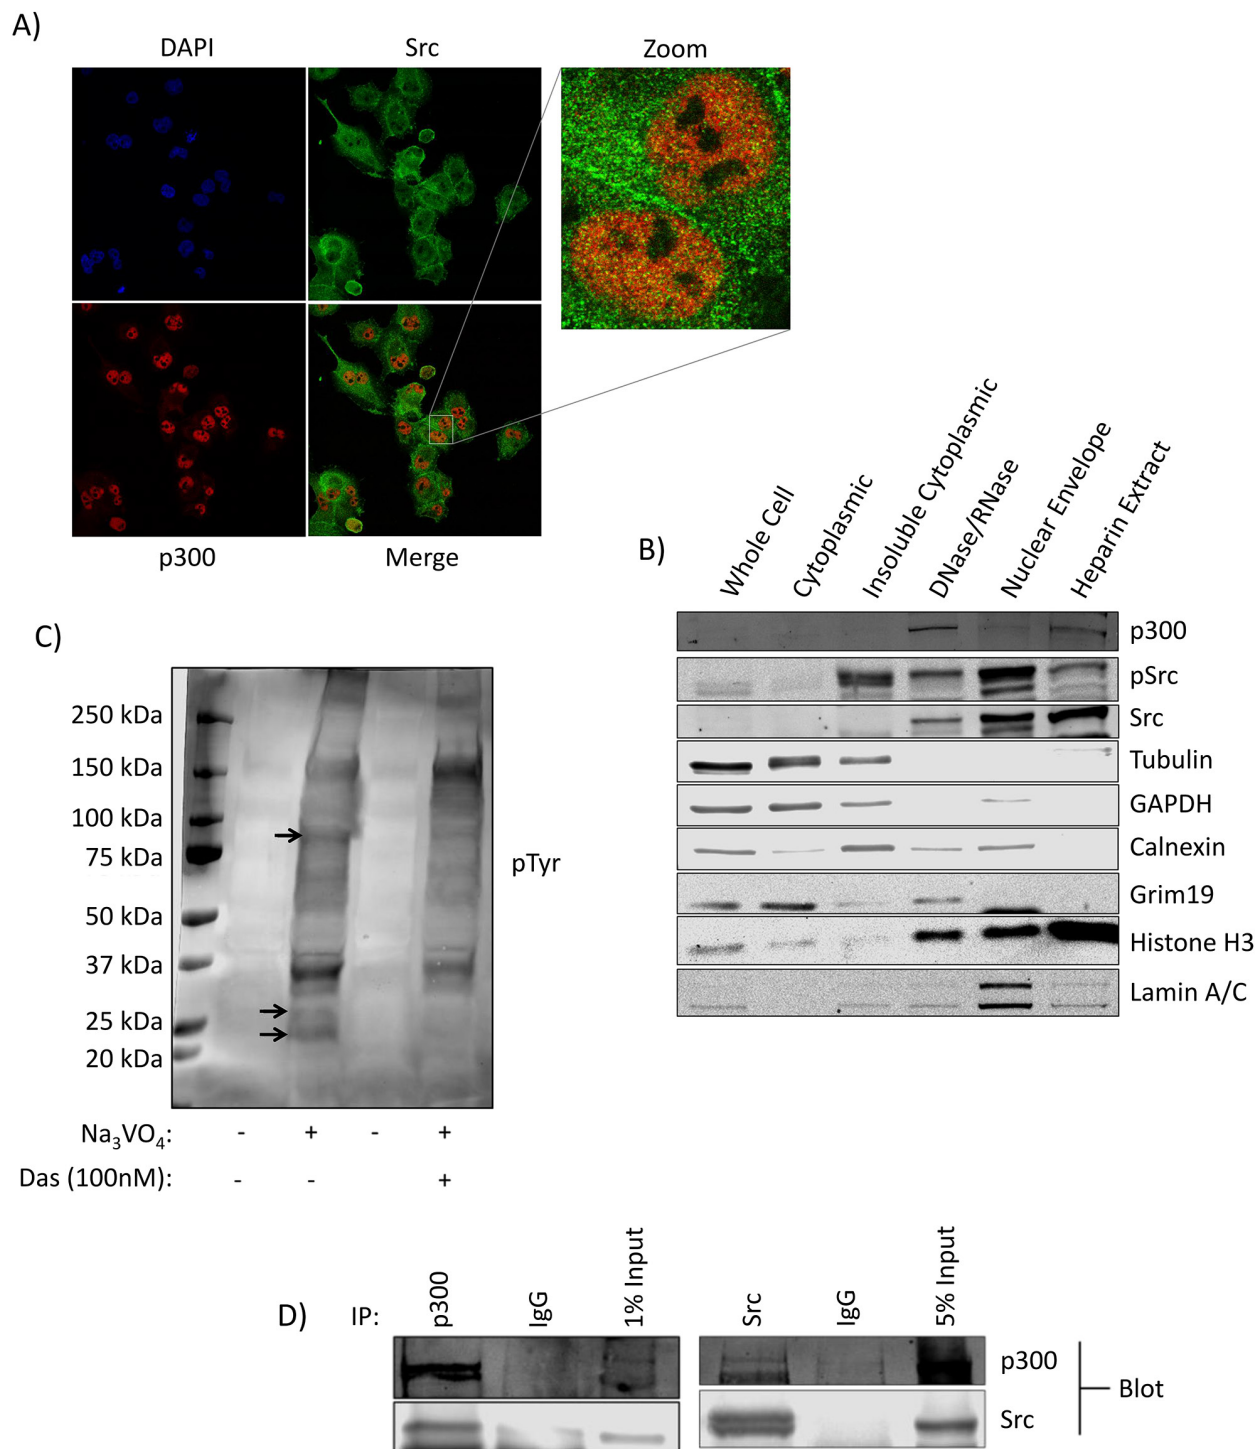 A)
DAPI
Src
Zoom
p300
Merge
B)
Whole Cell
Cytoplasmic
Insoluble Cytoplasmic
DNase/RNase
Nuclear Envelope
Heparin Extract
p300
pSrc
Src
Tubulin
GAPDH
Calnexin
Grim19
Histone H3
Lamin A/C
C)
250 kDa
150 kDa
100 kDa
75 kDa
50 kDa
37 kDa
25 kDa
20 kDa
pTyr
Na₃VO₄: - + - +
Das (100nM): - - +
D)
IP: p300 IgG 1% Input Src IgG 5% Input
p300
Src
Blot